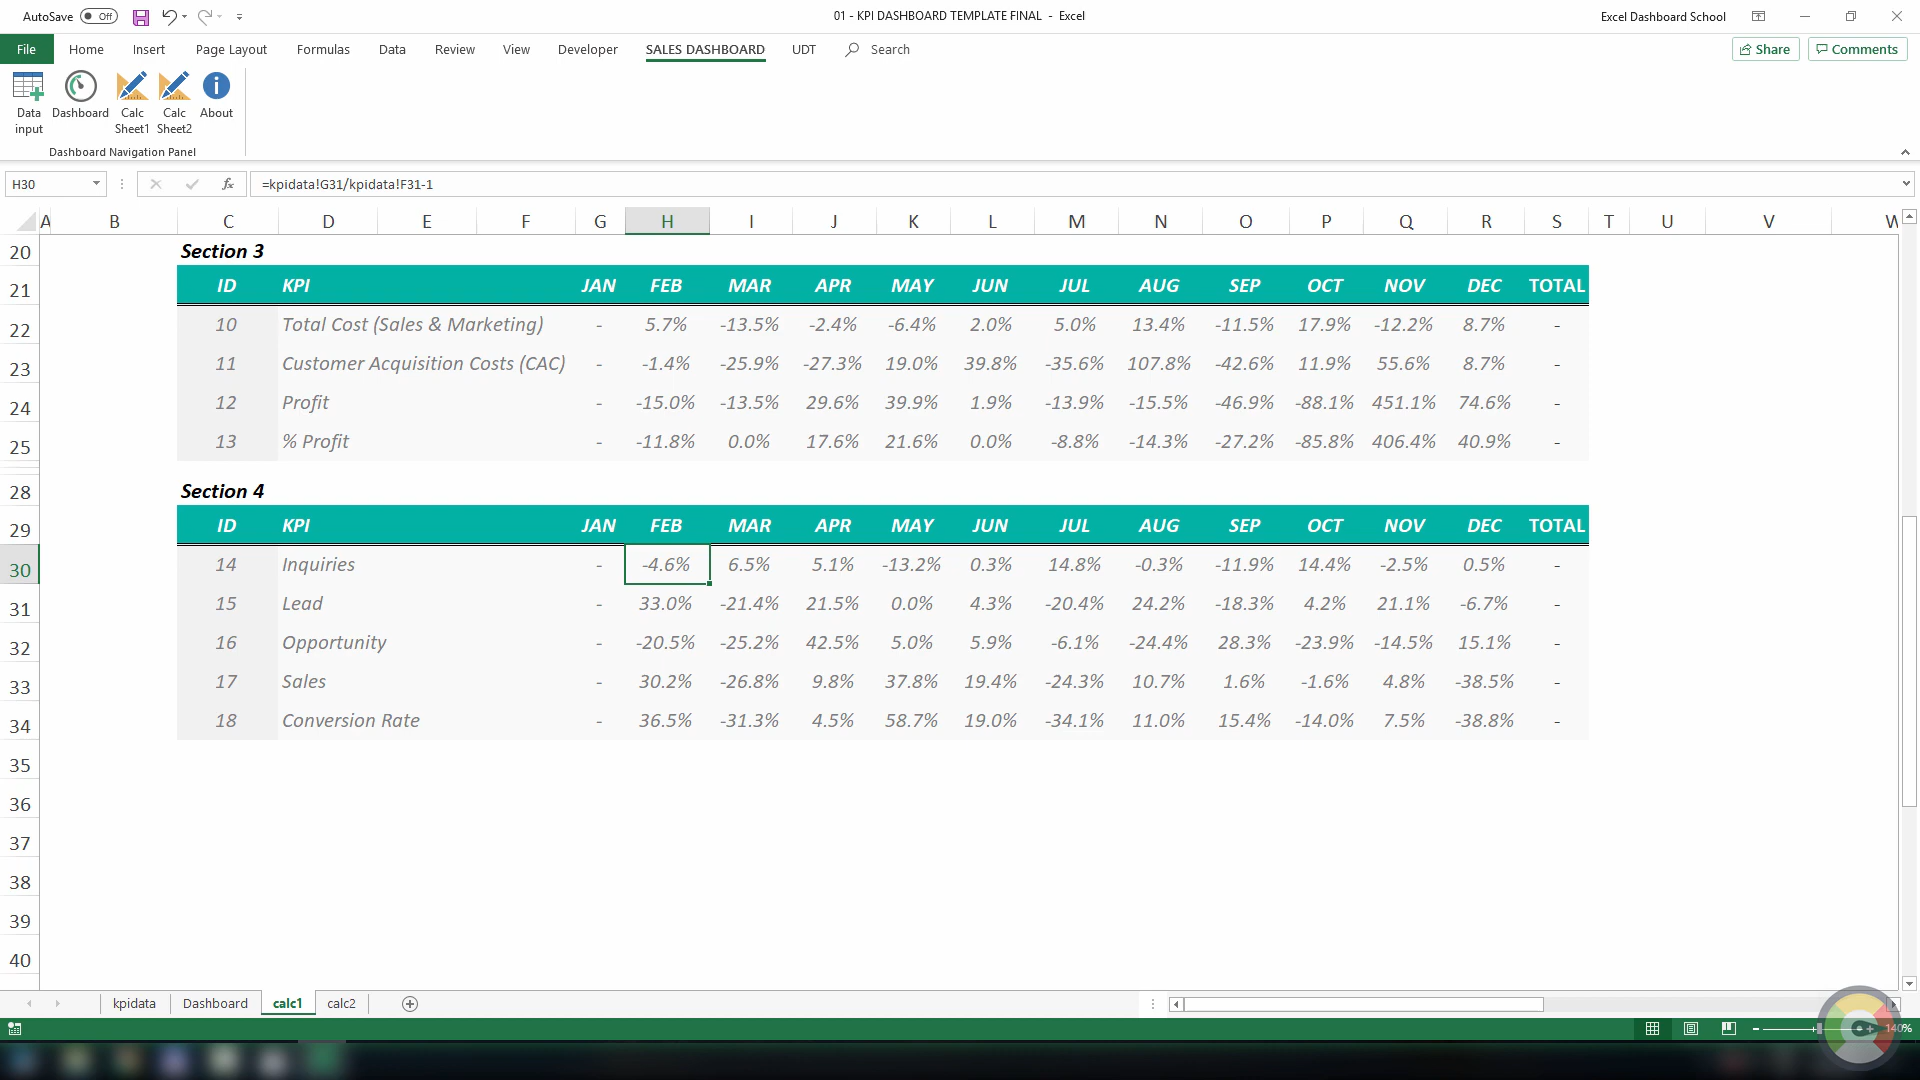 AutoSave Off 01 - KPI DASHBOARD TEMPLATE FINAL - Excel Excel Dashboard School
File Home Insert Page Layout Formulas Data Review View Developer SALES DASHBOARD UDT Search Share Comments
Data input Dashboard Calc Sheet1 Calc Sheet2 About
Dashboard Navigation Panel
H30 fx =kpidata!G31/kpidata!F31-1
A B C D E F G H I J K L M N O P Q R S T U V W
20 Section 3
21 ID KPI JAN FEB MAR APR MAY JUN JUL AUG SEP OCT NOV DEC TOTAL
22 10 Total Cost (Sales & Marketing) - 5.7% -13.5% -2.4% -6.4% 2.0% 5.0% 13.4% -11.5% 17.9% -12.2% 8.7% -
23 11 Customer Acquisition Costs (CAC) - -1.4% -25.9% -27.3% 19.0% 39.8% -35.6% 107.8% -42.6% 11.9% 55.6% 8.7% -
24 12 Profit - -15.0% -13.5% 29.6% 39.9% 1.9% -13.9% -15.5% -46.9% -88.1% 451.1% 74.6% -
25 13 % Profit - -11.8% 0.0% 17.6% 21.6% 0.0% -8.8% -14.3% -27.2% -85.8% 406.4% 40.9% -
28 Section 4
29 ID KPI JAN FEB MAR APR MAY JUN JUL AUG SEP OCT NOV DEC TOTAL
30 14 Inquiries - -4.6% 6.5% 5.1% -13.2% 0.3% 14.8% -0.3% -11.9% 14.4% -2.5% 0.5% -
31 15 Lead - 33.0% -21.4% 21.5% 0.0% 4.3% -20.4% 24.2% -18.3% 4.2% 21.1% -6.7% -
32 16 Opportunity - -20.5% -25.2% 42.5% 5.0% 5.9% -6.1% -24.4% 28.3% -23.9% -14.5% 15.1% -
33 17 Sales - 30.2% -26.8% 9.8% 37.8% 19.4% -24.3% 10.7% 1.6% -1.6% 4.8% -38.5% -
34 18 Conversion Rate - 36.5% -31.3% 4.5% 58.7% 19.0% -34.1% 11.0% 15.4% -14.0% 7.5% -38.8% -
35
36
37
38
39
40
kpidata Dashboard calc1 calc2
140%